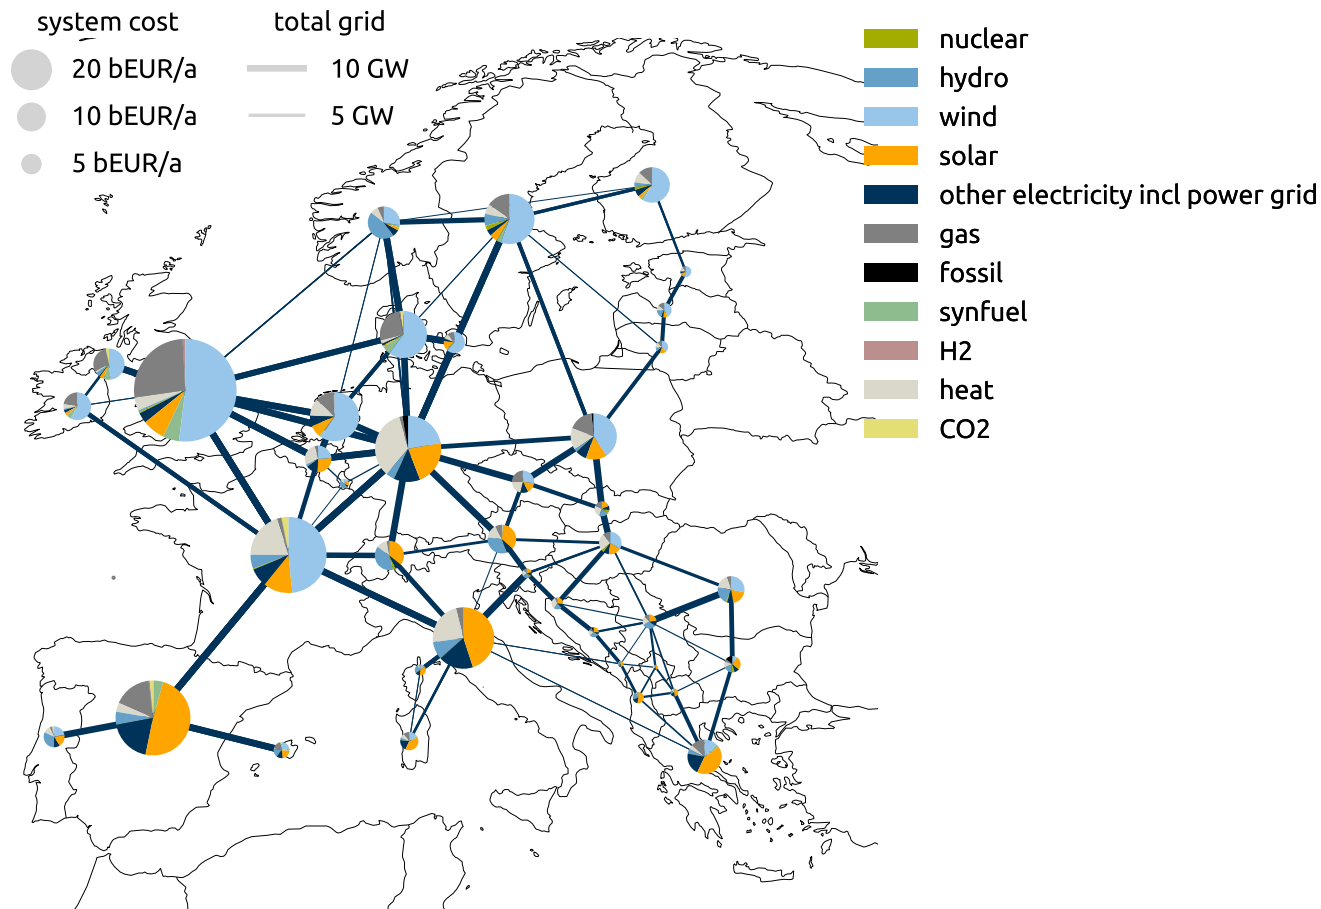 system cost
20 bEUR/a
10 bEUR/a
5 bEUR/a
total grid
10 GW
5 GW
nuclear
hydro
wind
solar
other electricity incl power grid
gas
fossil
synfuel
H2
heat
CO2